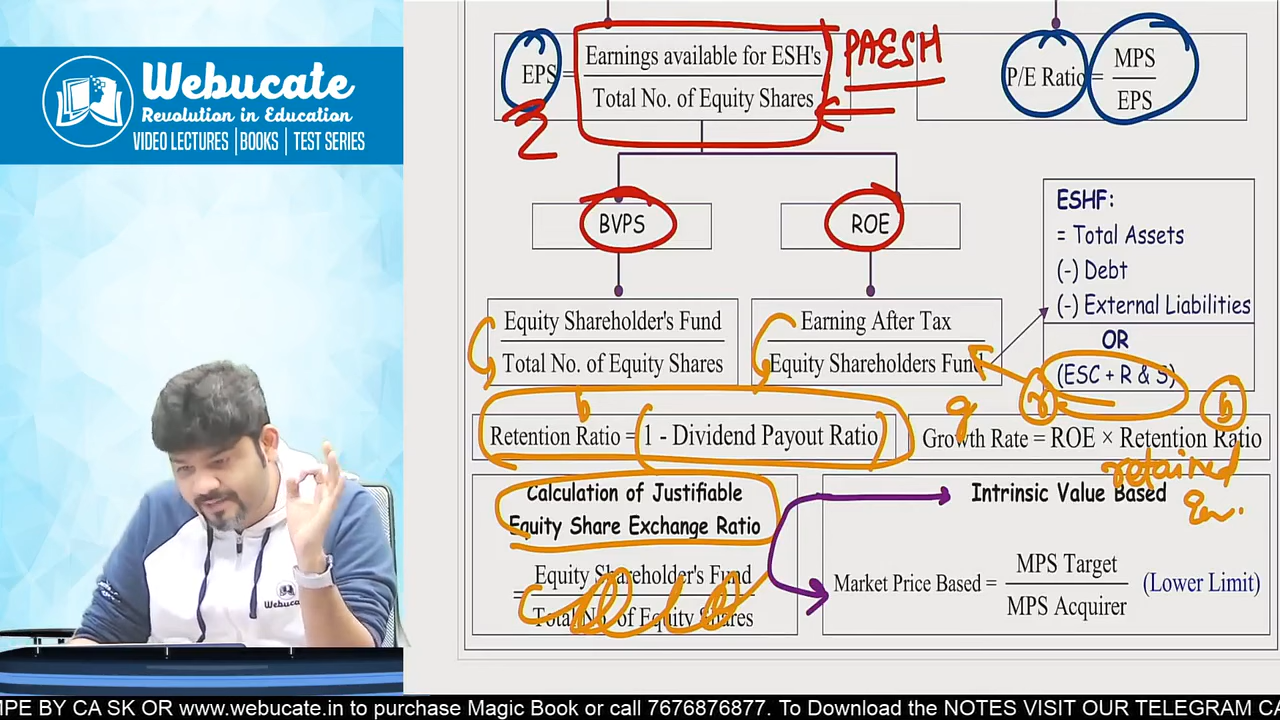 Webucate
Revolution in Education
VIDEO LECTURES | BOOKS | TEST SERIES
EPS = Earnings available for ESH's
Total No. of Equity Shares
PAESH
P/E Ratio = MPS
EPS
BVPS
ROE
ESHF:
= Total Assets
(-) Debt
(-) External Liabilities
OR
(ESC + R & S)
Equity Shareholder's Fund
Total No. of Equity Shares
Earning After Tax
Equity Shareholders Fund
b
g
r
b
Retention Ratio = 1 - Dividend Payout Ratio
Growth Rate = ROE × Retention Ratio
retained
Calculation of Justifiable
Equity Share Exchange Ratio
= Equity Shareholder's Fund
Total No. of Equity Shares
Intrinsic Value Based
Market Price Based = MPS Target
MPS Acquirer
(Lower Limit)
Webucate
MPE BY CA SK OR www.webucate.in to purchase Magic Book or call 7676876877. To Download the NOTES VISIT OUR TELEGRAM CA